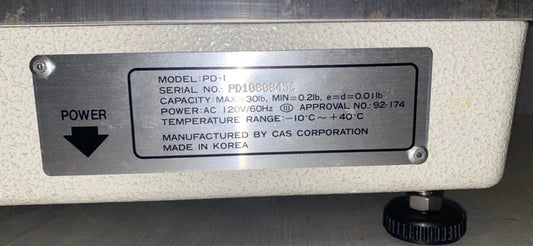 POWER
MODEL: PD-I
SERIAL NO.:
CAPACITY: MAX.=30lb, MIN=0.2lb, e=d=0.01lb
POWER: AC 120V/60Hz Ⓘ APPROVAL NO.: 92-174
TEMPERATURE RANGE: -10°C ~ +40°C
MANUFACTURED BY CAS CORPORATION
MADE IN KOREA